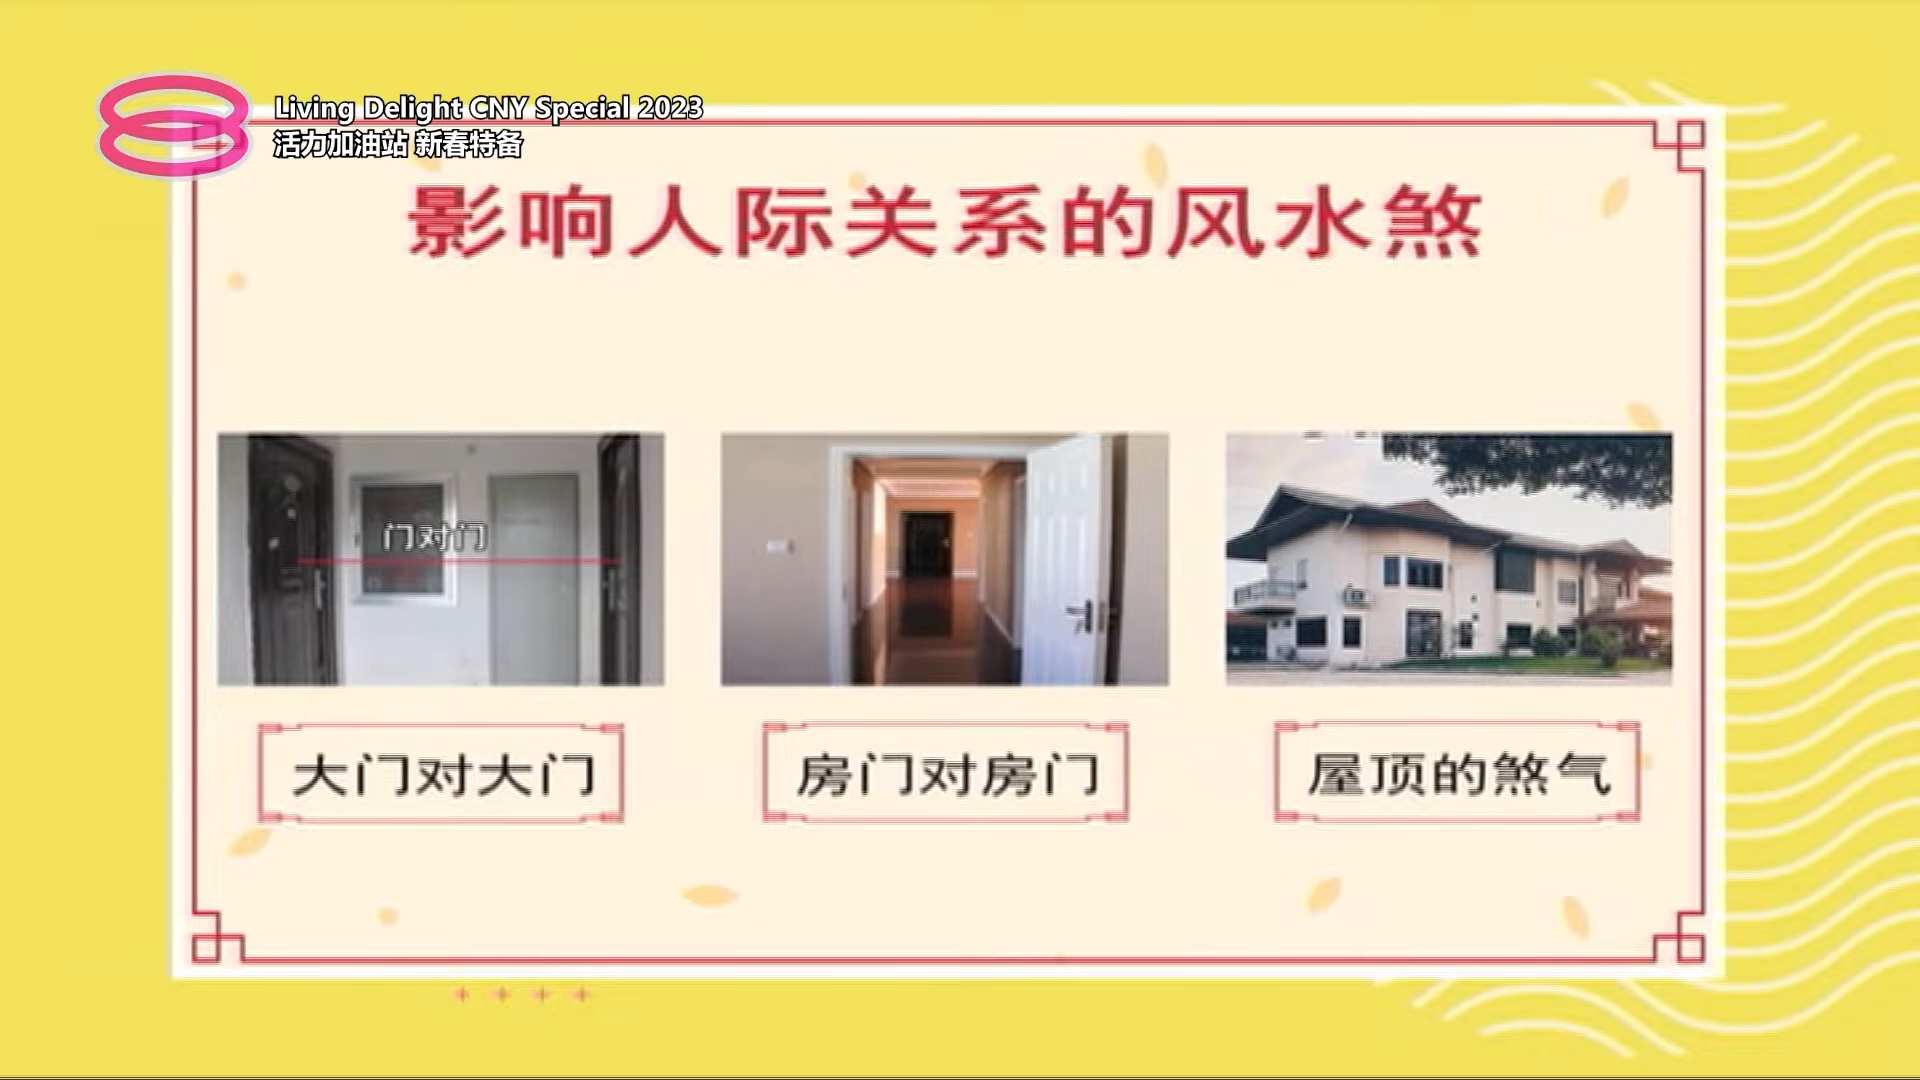 Living Delight CNY Special 2023
活力加油站 新春特备
影响人际关系的风水煞
门对门
大门对大门
房门对房门
屋顶的煞气